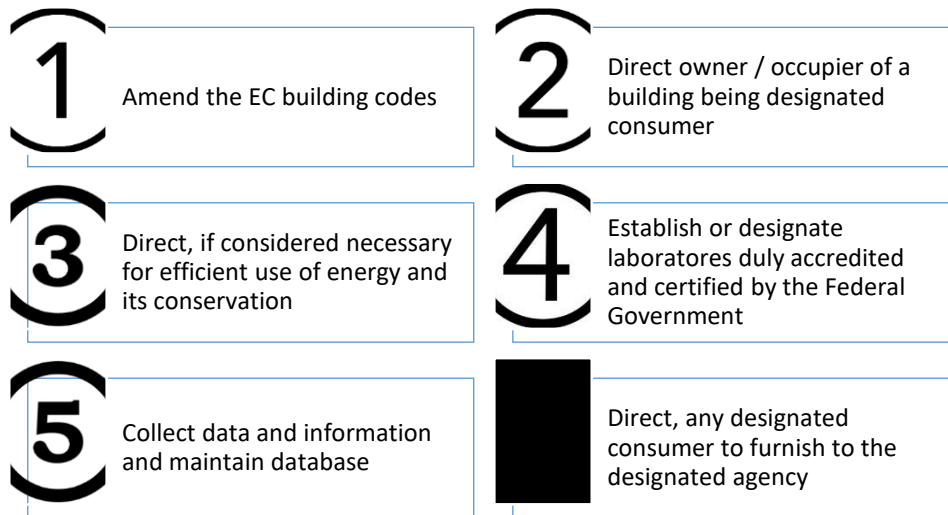 1
Amend the EC building codes
2
Direct owner / occupier of a
building being designated
consumer
3
Direct, if considered necessary
for efficient use of energy and
its conservation
4
Establish or designate
laboratores duly accredited
and certified by the Federal
Government
5
Collect data and information
and maintain database
Direct, any designated
consumer to furnish to the
designated agency